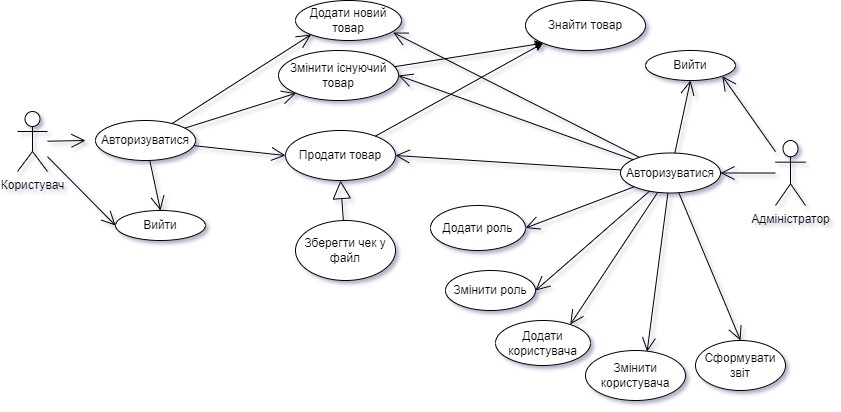 Додати новий
товар
Знайти товар
Змінити існуючий
товар
Вийти
Авторизуватися
Продати товар
Авторизуватися
Користувач
Адміністратор
Вийти
Зберегти чек у
файл
Додати роль
Змінити роль
Додати
користувача
Змінити
користувача
Сформувати
звіт